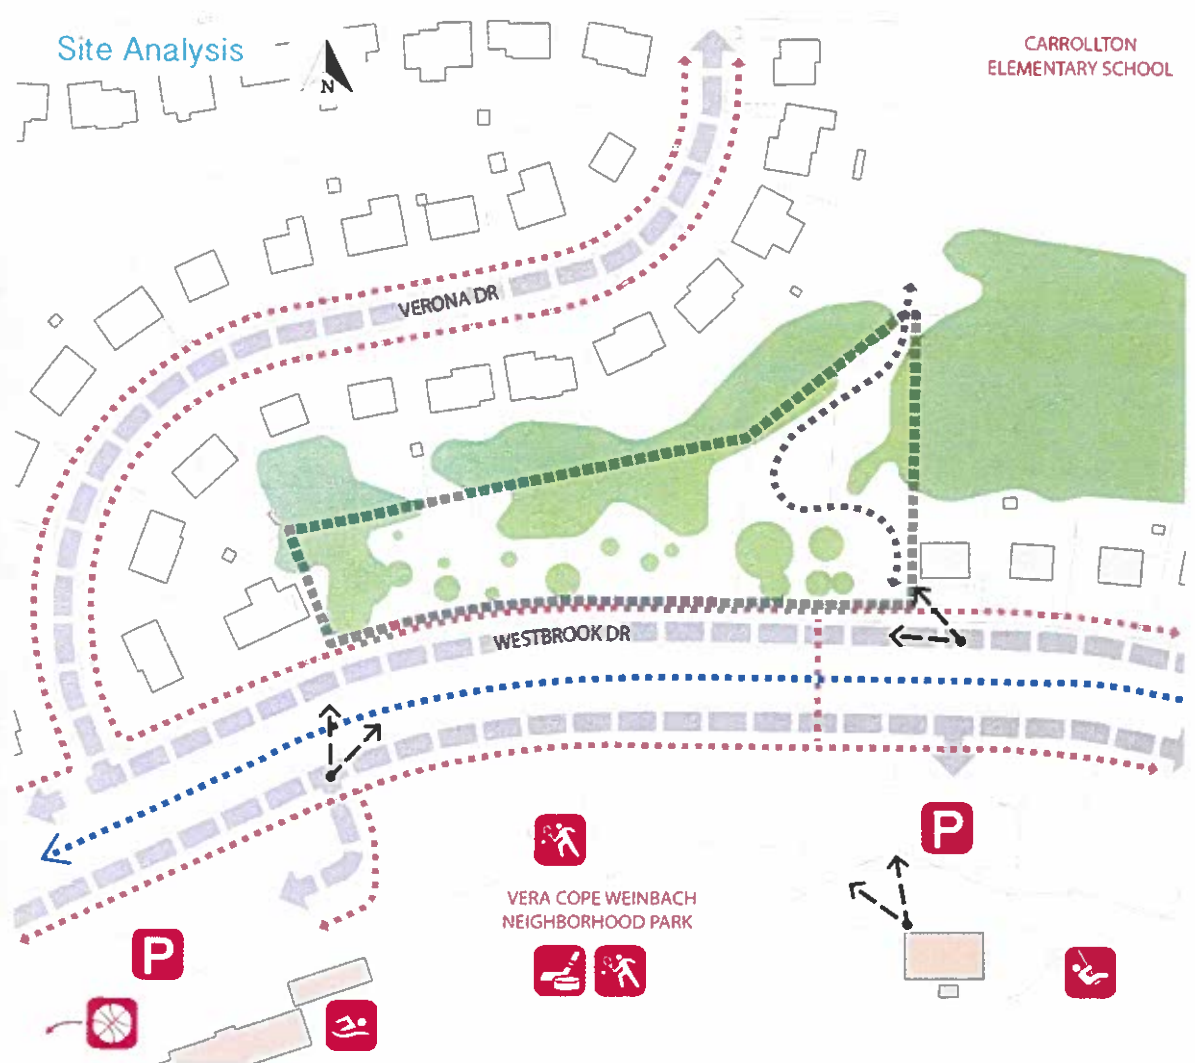 Site Analysis
N
CARROLLTON
ELEMENTARY SCHOOL
VERONA DR
WESTBROOK DR
P
VERA COPE WEINBACH
NEIGHBORHOOD PARK
P